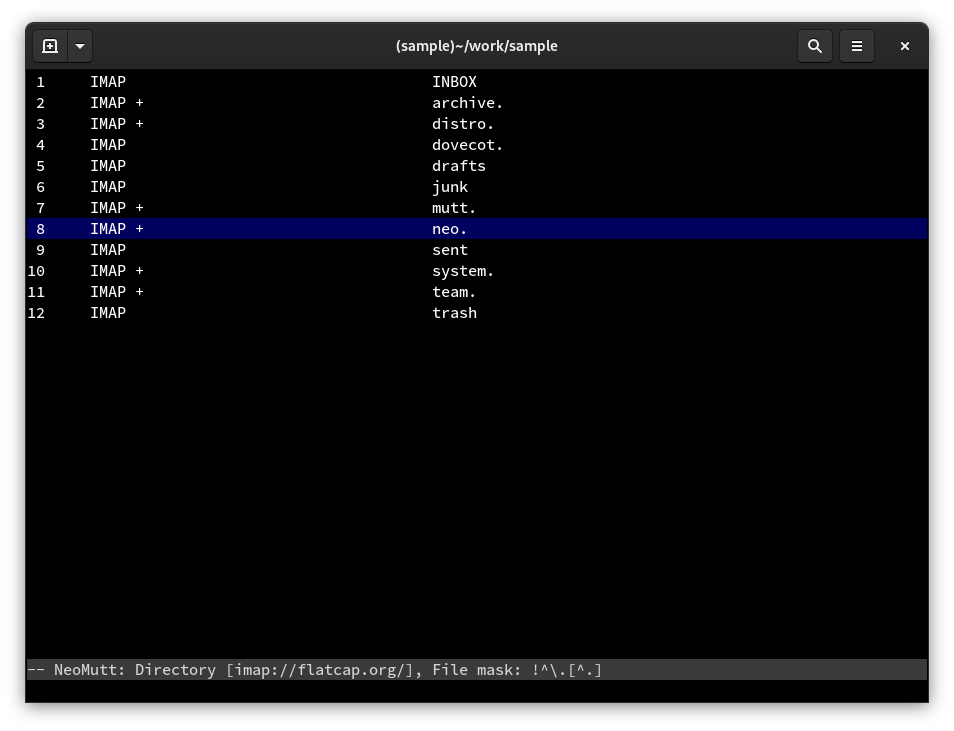 (sample)~/work/sample
1 IMAP INBOX
2 IMAP + archive.
3 IMAP + distro.
4 IMAP dovecot.
5 IMAP drafts
6 IMAP junk
7 IMAP + mutt.
8 IMAP + neo.
9 IMAP sent
10 IMAP + system.
11 IMAP + team.
12 IMAP trash
-- NeoMutt: Directory [imap://flatcap.org/], File mask: !^\.[^.]